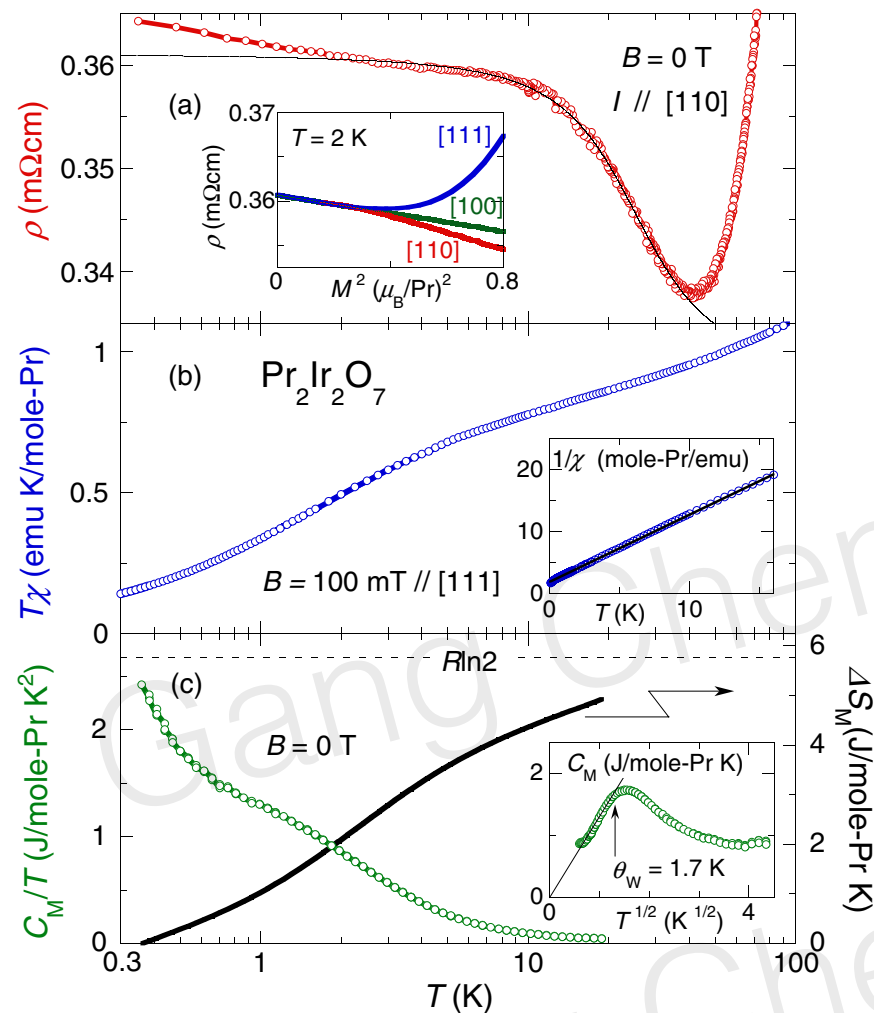 0.36
0.35
0.34
ρ (mΩcm)
B = 0 T
I // [110]
(a)
0.37
0.36
ρ (mΩcm)
T = 2 K
[111]
[100]
[110]
0
0.8
M² (μ_B/Pr)²
1
0.5
0
Tχ (emu K/mole-Pr)
(b)
Pr₂Ir₂O₇
B = 100 mT // [111]
1/χ (mole-Pr/emu)
20
10
0
0
10
T (K)
2
1
0
C_M/T (J/mole-Pr K²)
Rln2
(c)
B = 0 T
6
4
2
0
ΔS_M (J/mole-Pr K)
C_M (J/mole-Pr K)
2
1
0
θ_W = 1.7 K
0
2
4
T^1/2 (K^1/2)
0.3
1
10
100
T (K)
Gang Chen